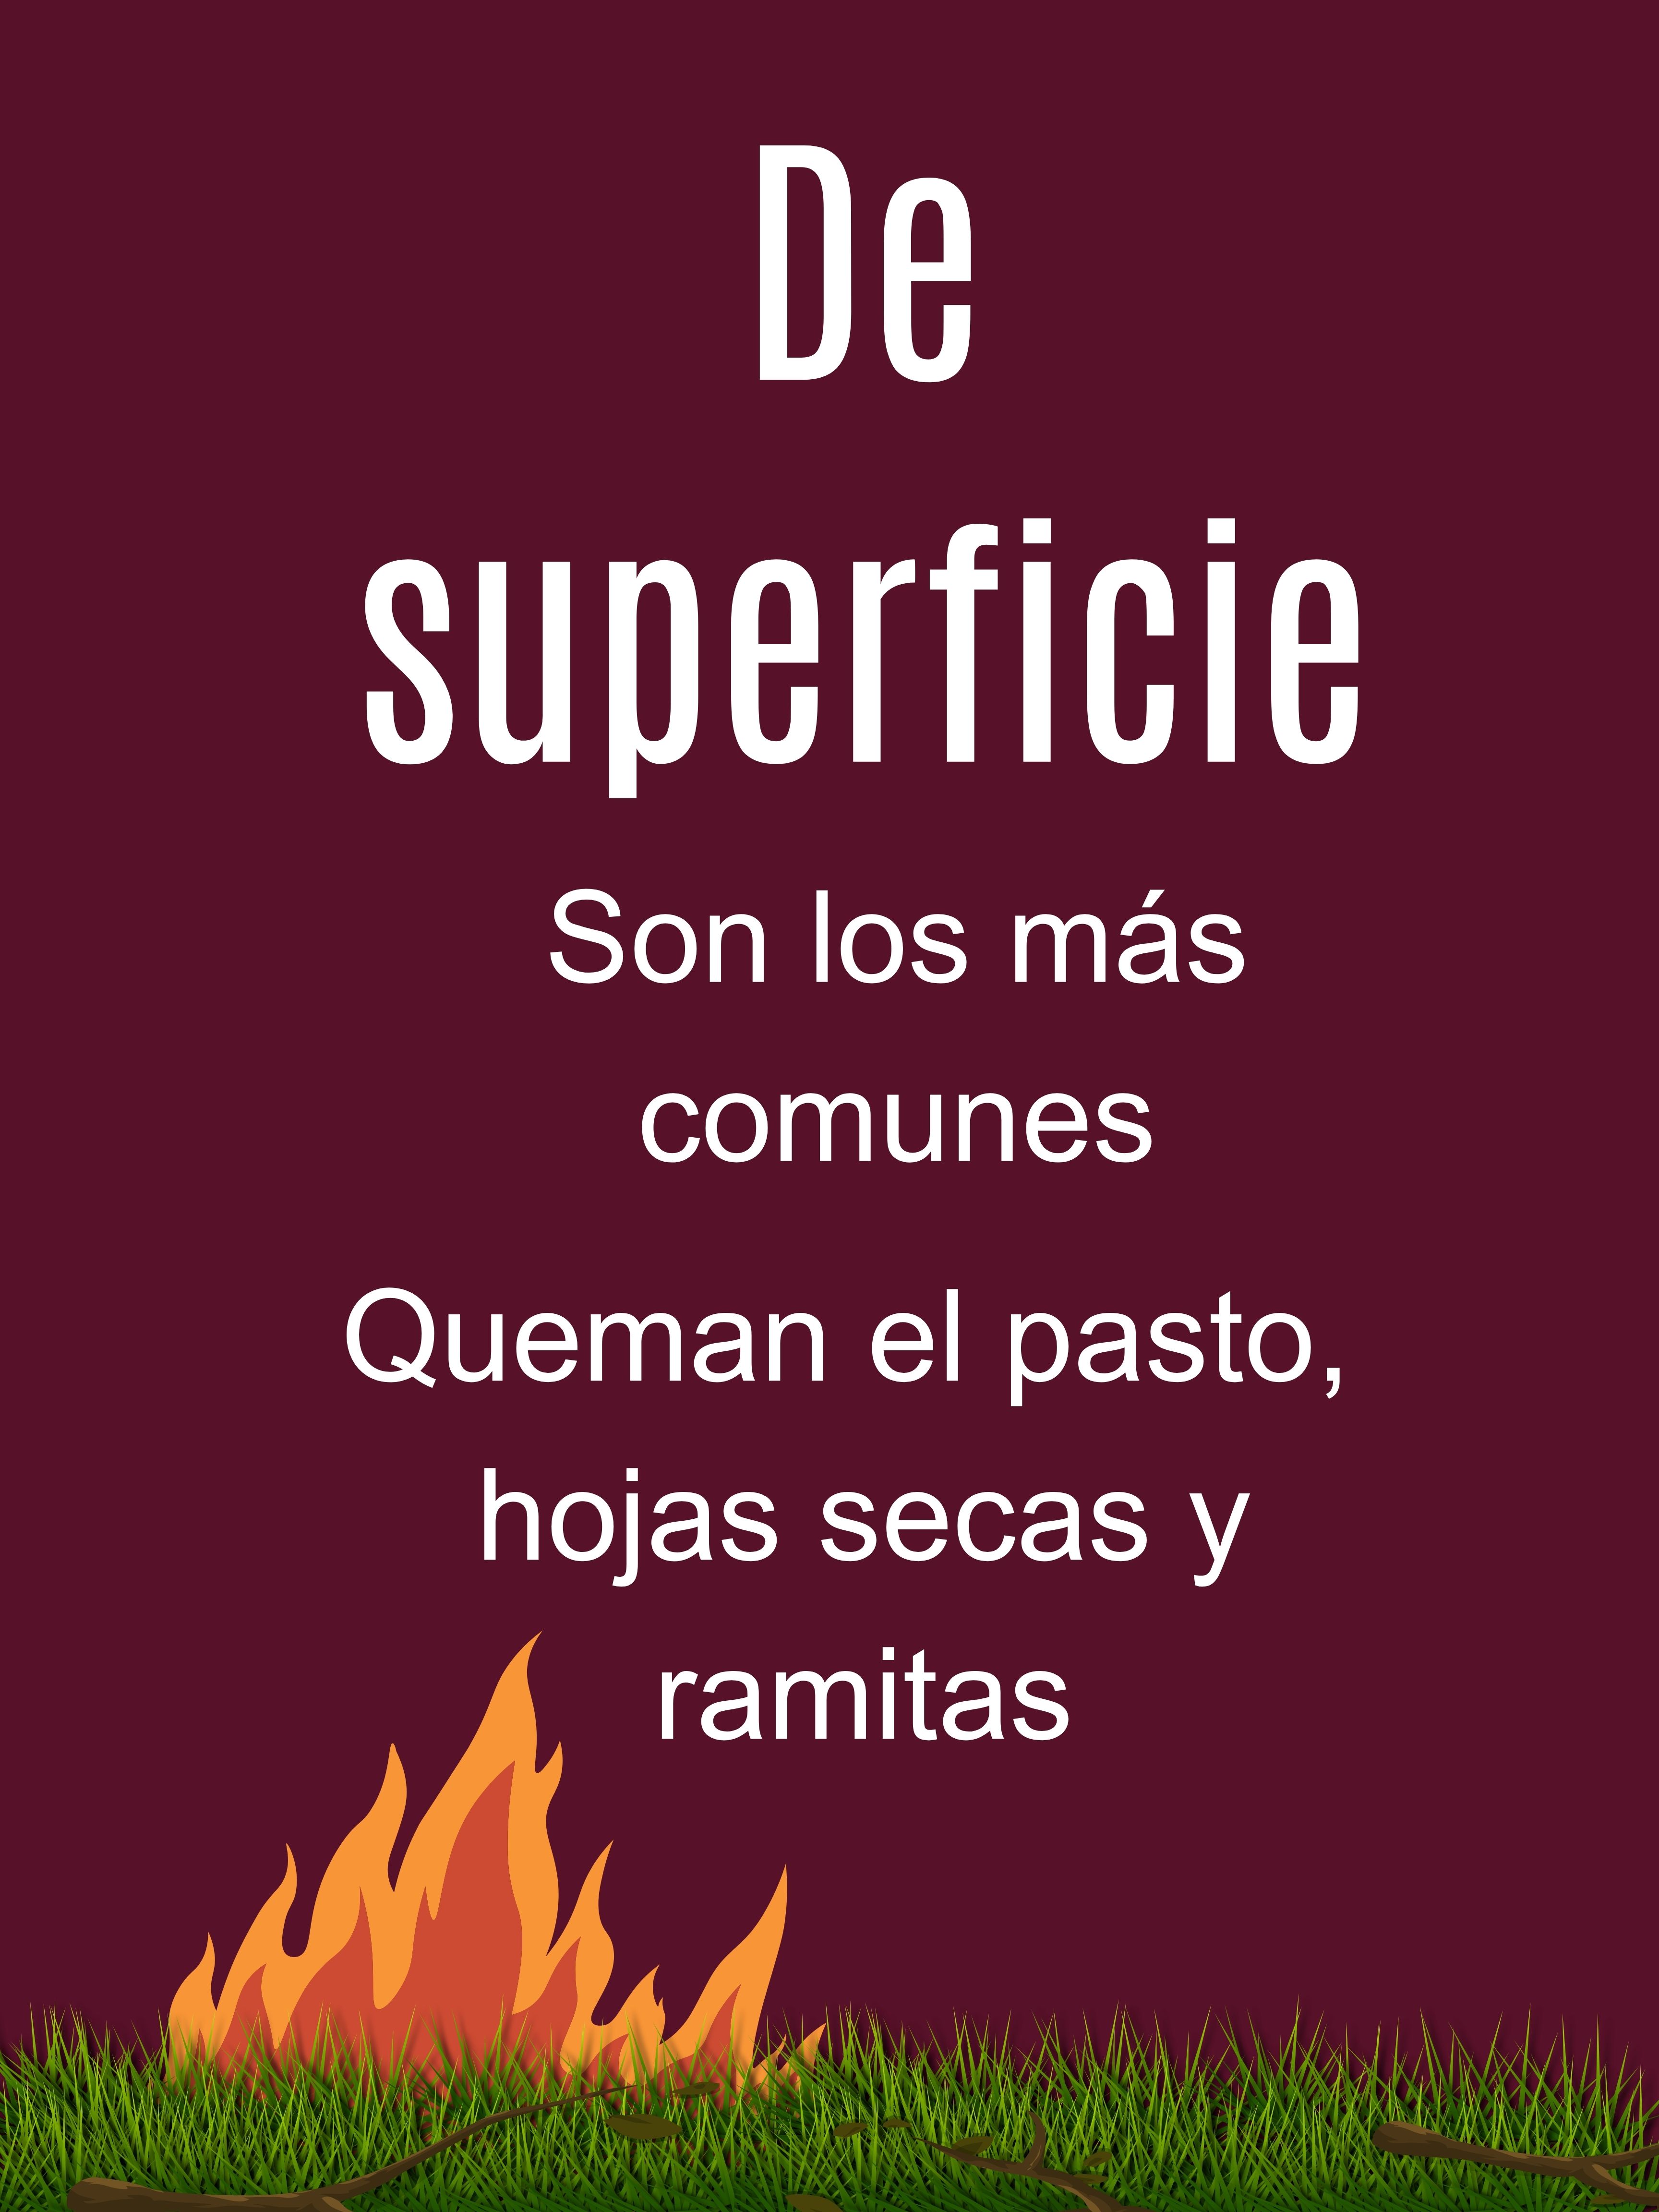 De
superficie
Son los más
comunes
Queman el pasto,
hojas secas y
ramitas